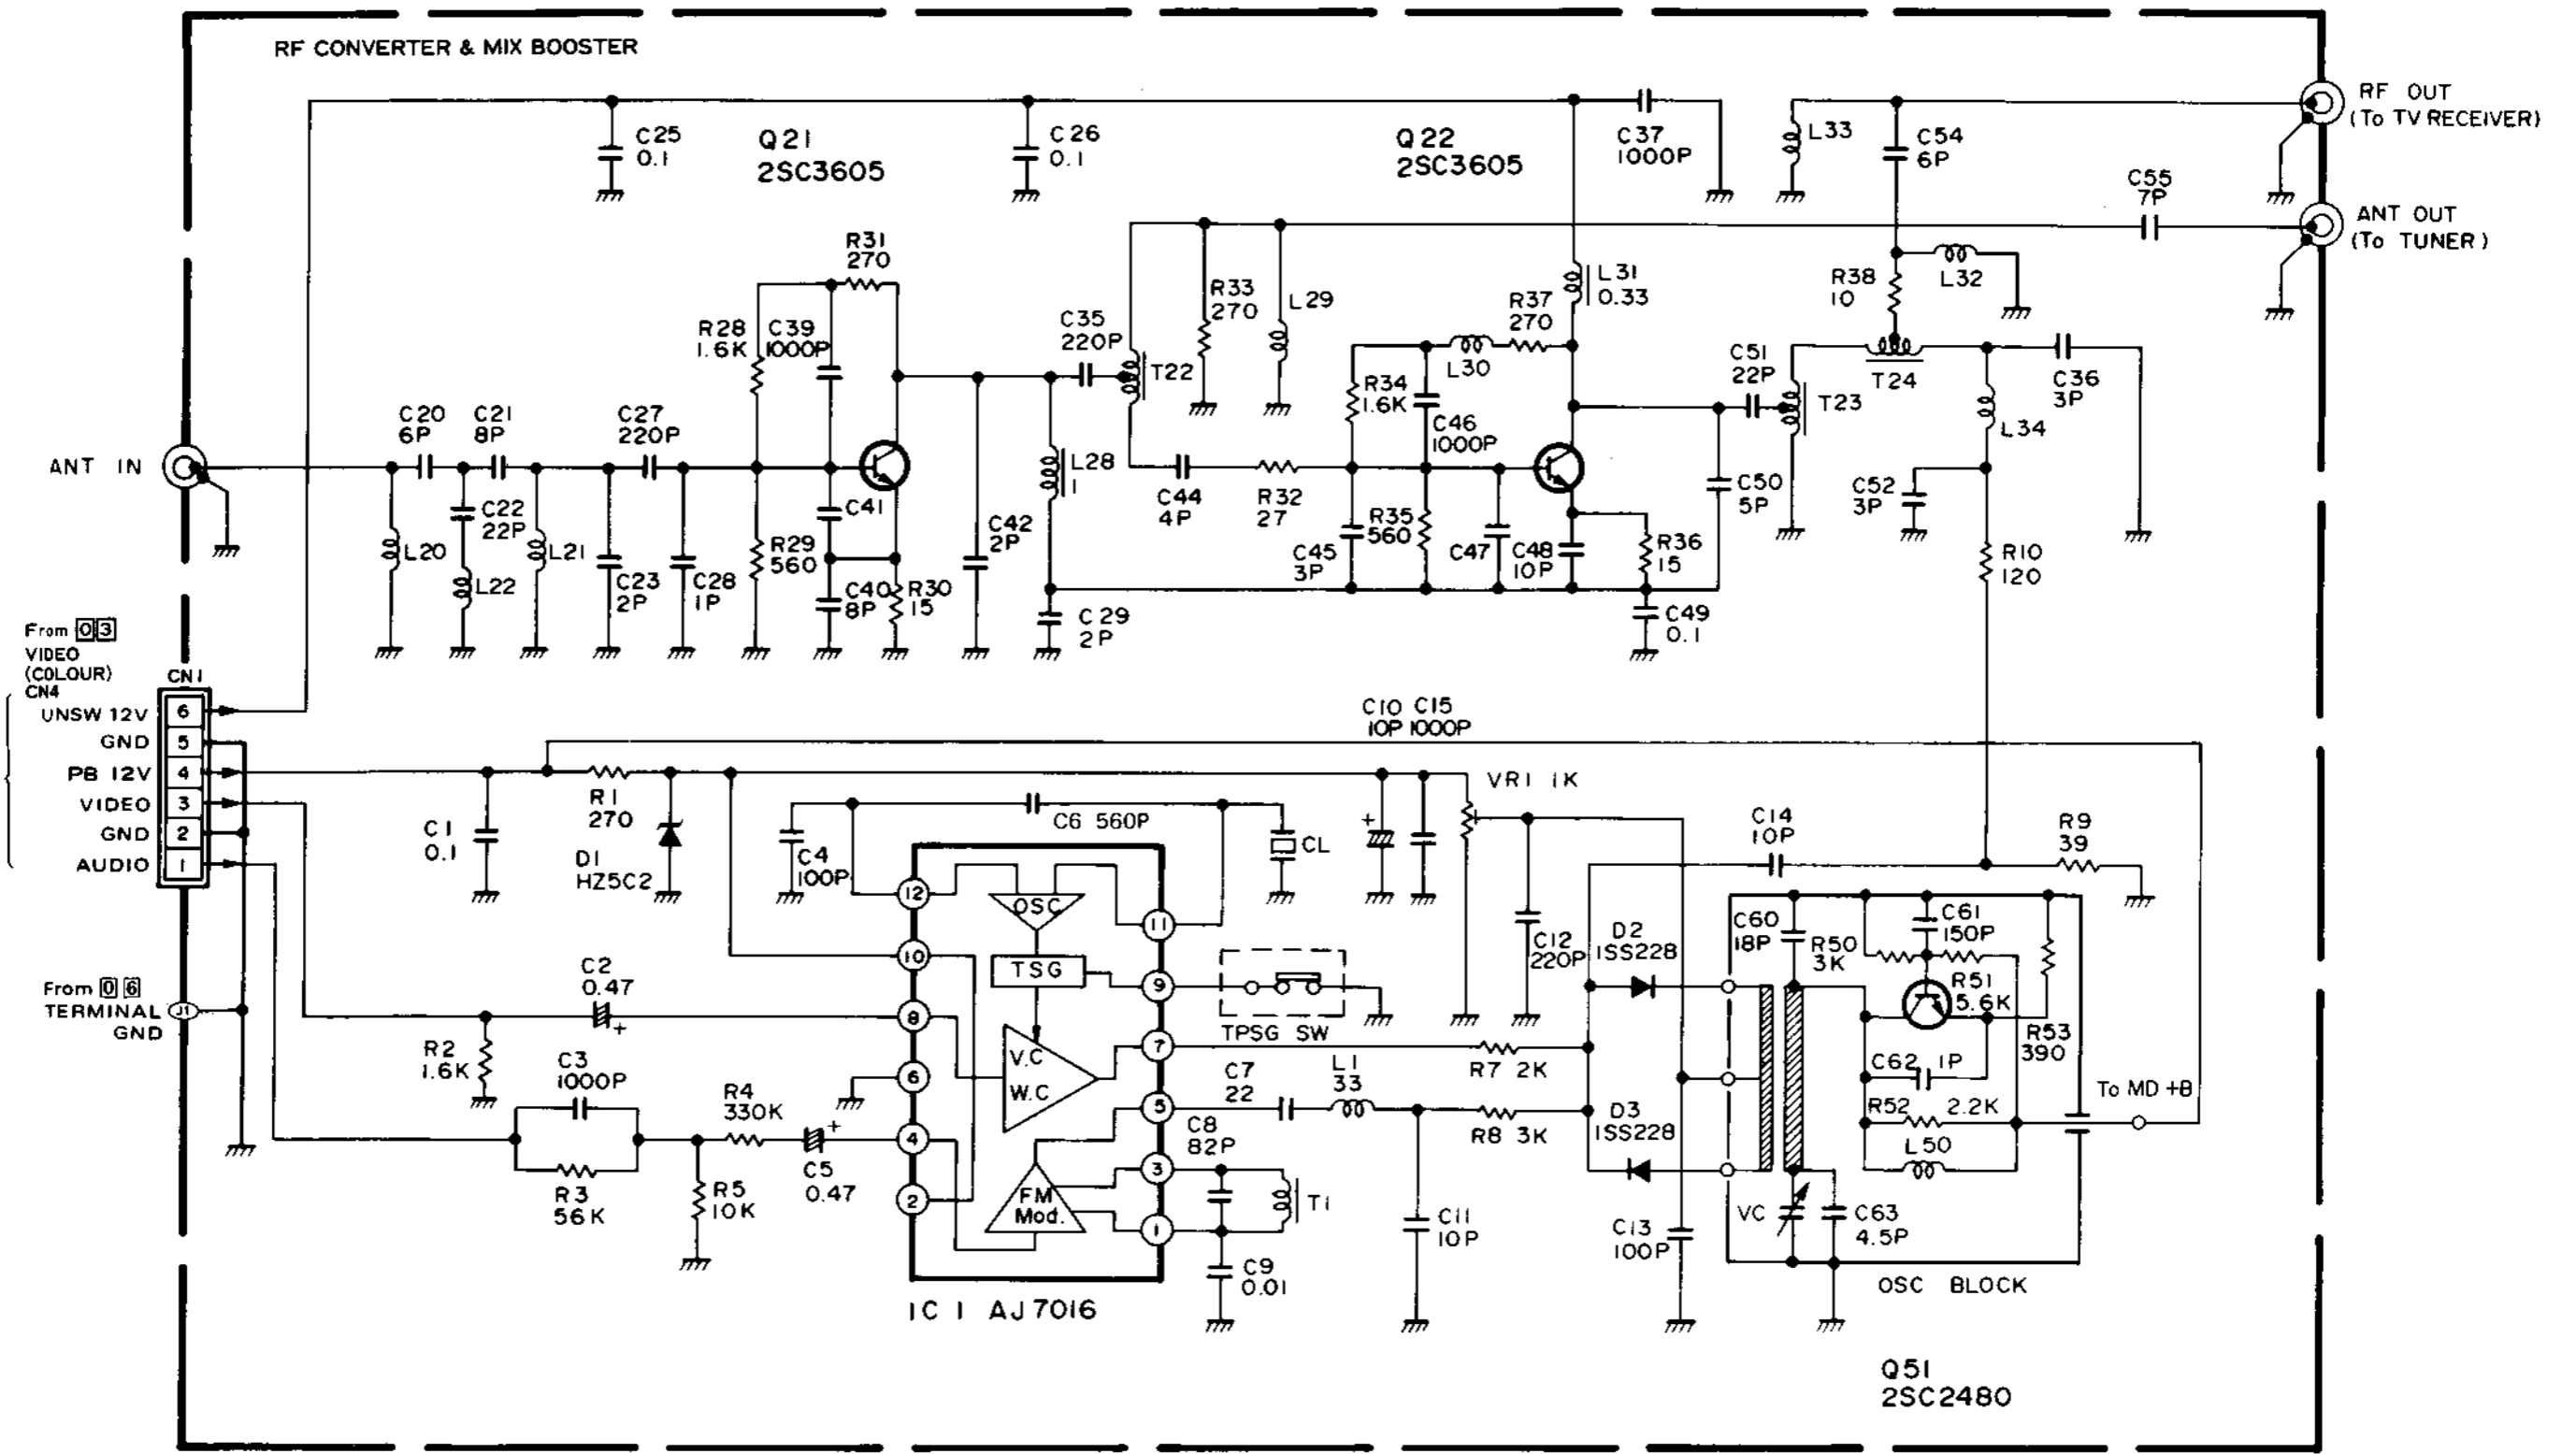 RF CONVERTER & MIX BOOSTER
RF OUT
(To TV RECEIVER)
C25
0.1
Q21
2SC3605
C26
0.1
Q22
2SC3605
C37
1000P
L33
C54
6P
C55
7P
ANT OUT
(To TUNER)
R31
270
R33
270
L29
L31
0.33
R37
270
R38
10
L32
R28
1.6K
C39
1000P
C35
220P
T22
L30
R34
1.6K
C46
1000P
C51
22P
T23
T24
C36
3P
L34
ANT IN
C20
6P
C21
8P
C27
220P
C22
22P
L20
L22
L21
C23
2P
C28
1P
R29
560
C41
C40
8P
R30
15
C42
2P
L28
1
C29
2P
C44
4P
R32
27
C45
3P
R35
560
C47
C48
10P
R36
15
C50
5P
C49
0.1
C52
3P
R10
120
From 03
VIDEO
(COLOUR)
CN4
CN1
UNSW 12V 6
GND 5
PB 12V 4
VIDEO 3
GND 2
AUDIO 1
C10 C15
10P 1000P
R1
270
C1
0.1
D1
HZ5C2
C4
100P
C6 560P
CL
+
VR1 1K
C12
220P
C14
10P
R9
39
From 06
TERMINAL
GND
J1
C2
0.47
+
R2
1.6K
C3
1000P
R3
56K
R4
330K
R5
10K
C5
0.47
+
12
10
8
6
4
2
11
9
7
5
3
1
OSC
TSG
V.C
W.C
FM
Mod.
IC1 AJ7016
TPSG SW
C7
22
L1
33
C8
82P
T1
C9
0.01
C11
10P
R7 2K
R8 3K
D2
1SS228
D3
1SS228
C13
100P
C60
18P
R50
3K
C61
150P
R51
5.6K
R53
390
C62 1P
R52 2.2K
L50
VC
C63
4.5P
To MD +B
OSC BLOCK
Q51
2SC2480